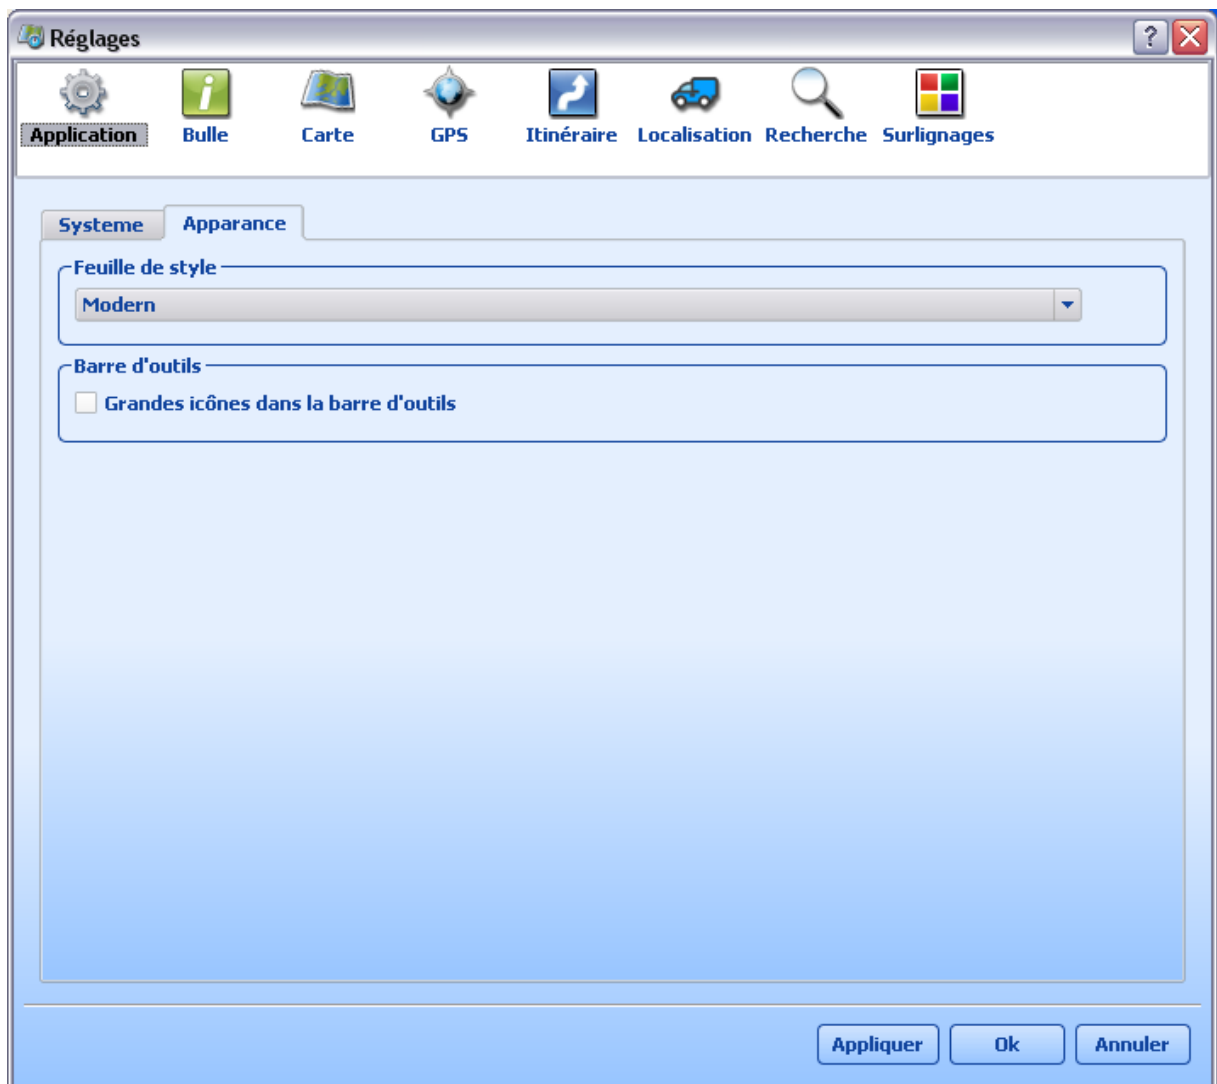 Réglages
?
Application Bulle Carte GPS Itinéraire Localisation Recherche Surlignages
Systeme Apparance
Feuille de style
Modern
Barre d'outils
Grandes icônes dans la barre d'outils
Appliquer Ok Annuler